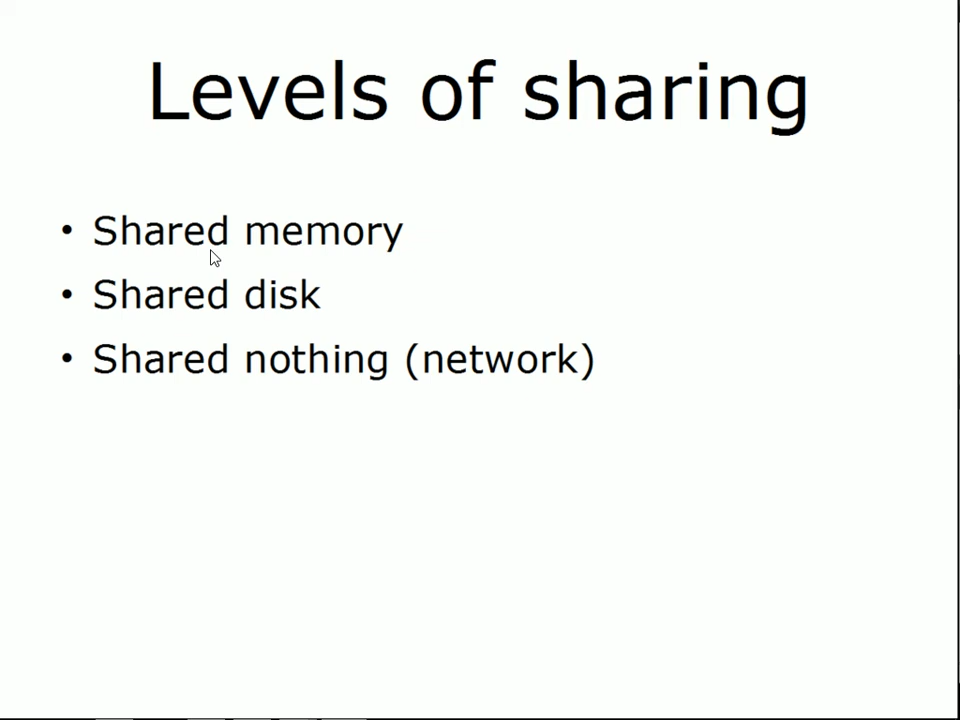 Levels of sharing
• Shared memory
• Shared disk
• Shared nothing (network)